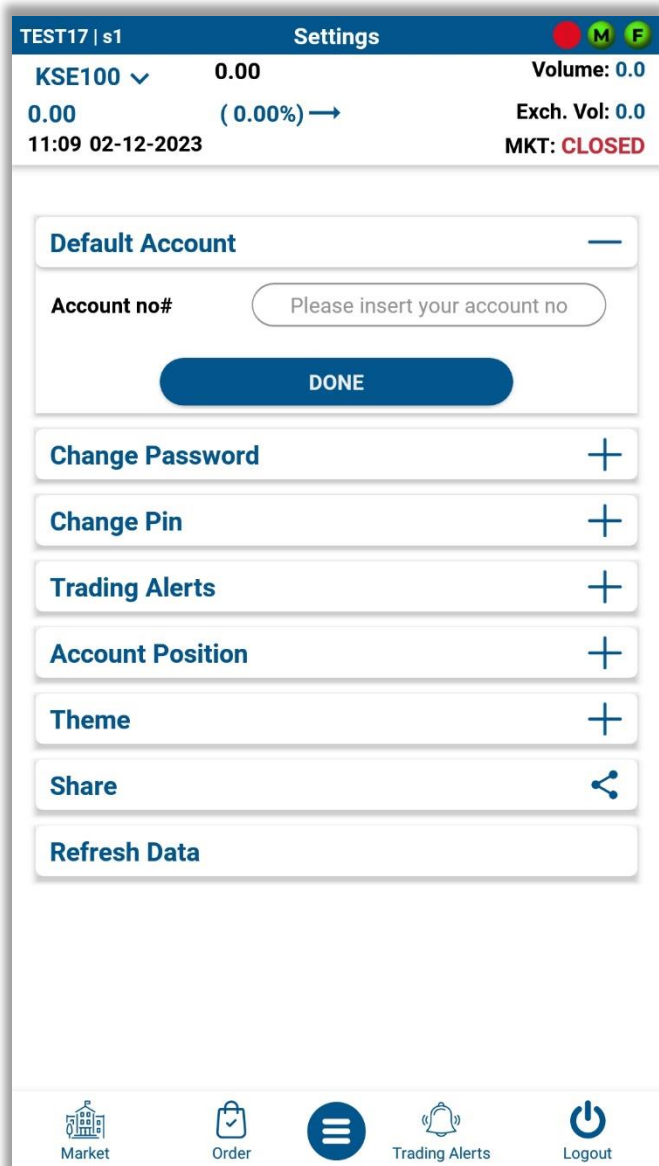 TEST17 | s1 Settings M F
KSE100 0.00 Volume: 0.0
0.00 ( 0.00%) → Exch. Vol: 0.0
11:09 02-12-2023 MKT: CLOSED
Default Account
Account no# Please insert your account no
DONE
Change Password
Change Pin
Trading Alerts
Account Position
Theme
Share
Refresh Data
Market Order Trading Alerts Logout